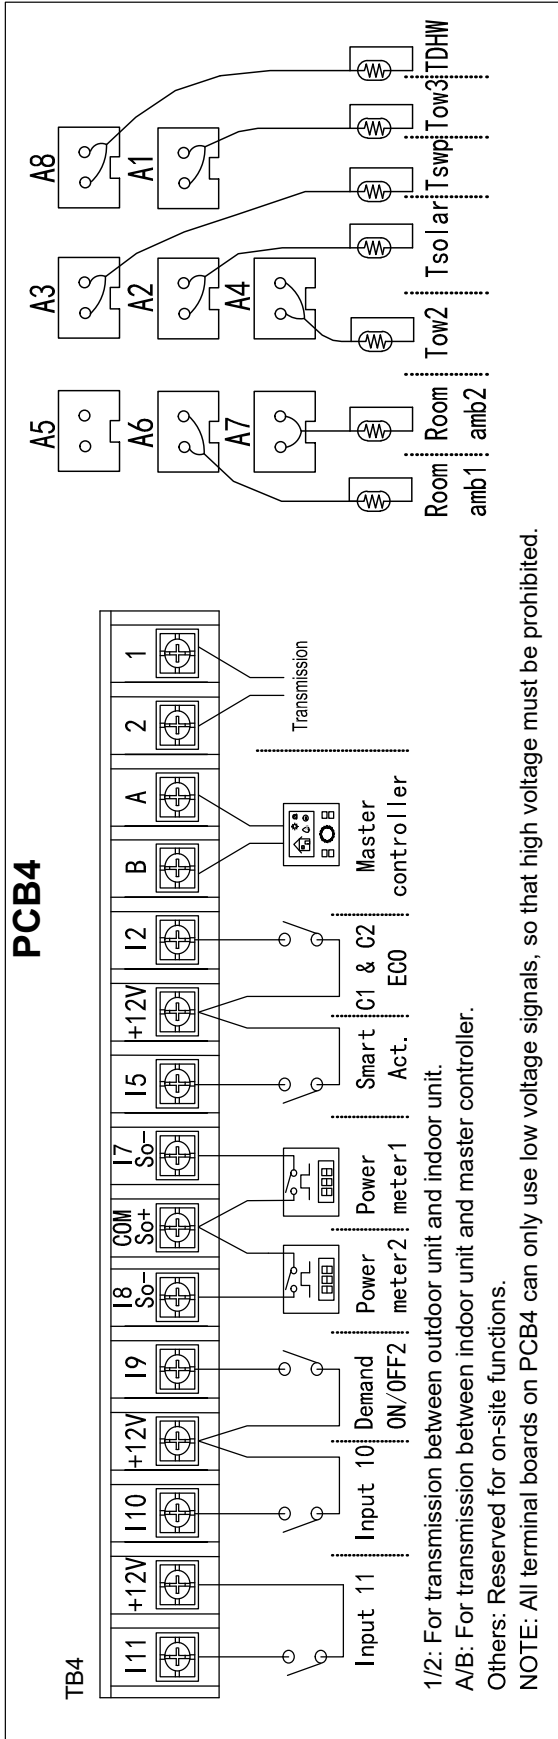 PCB4
TB4
I11
+12V
I10
+12V
I9
I8
So-
COM
So+
I7
So-
I5
+12V
I2
B
A
2
1
Input 11
Input 10
Demand
ON/OFF2
Power
meter2
Power
meter1
Smart
Act.
C1 & C2
ECO
Master
controller
Transmission
A5
A3
A8
A6
A2
A1
A7
A4
Room
amb1
Room
amb2
Tow2
Tsolar
Tswp
Tow3
TDHW
1/2: For transmission between outdoor unit and indoor unit.
A/B: For transmission between indoor unit and master controller.
Others: Reserved for on-site functions.
NOTE: All terminal boards on PCB4 can only use low voltage signals, so that high voltage must be prohibited.